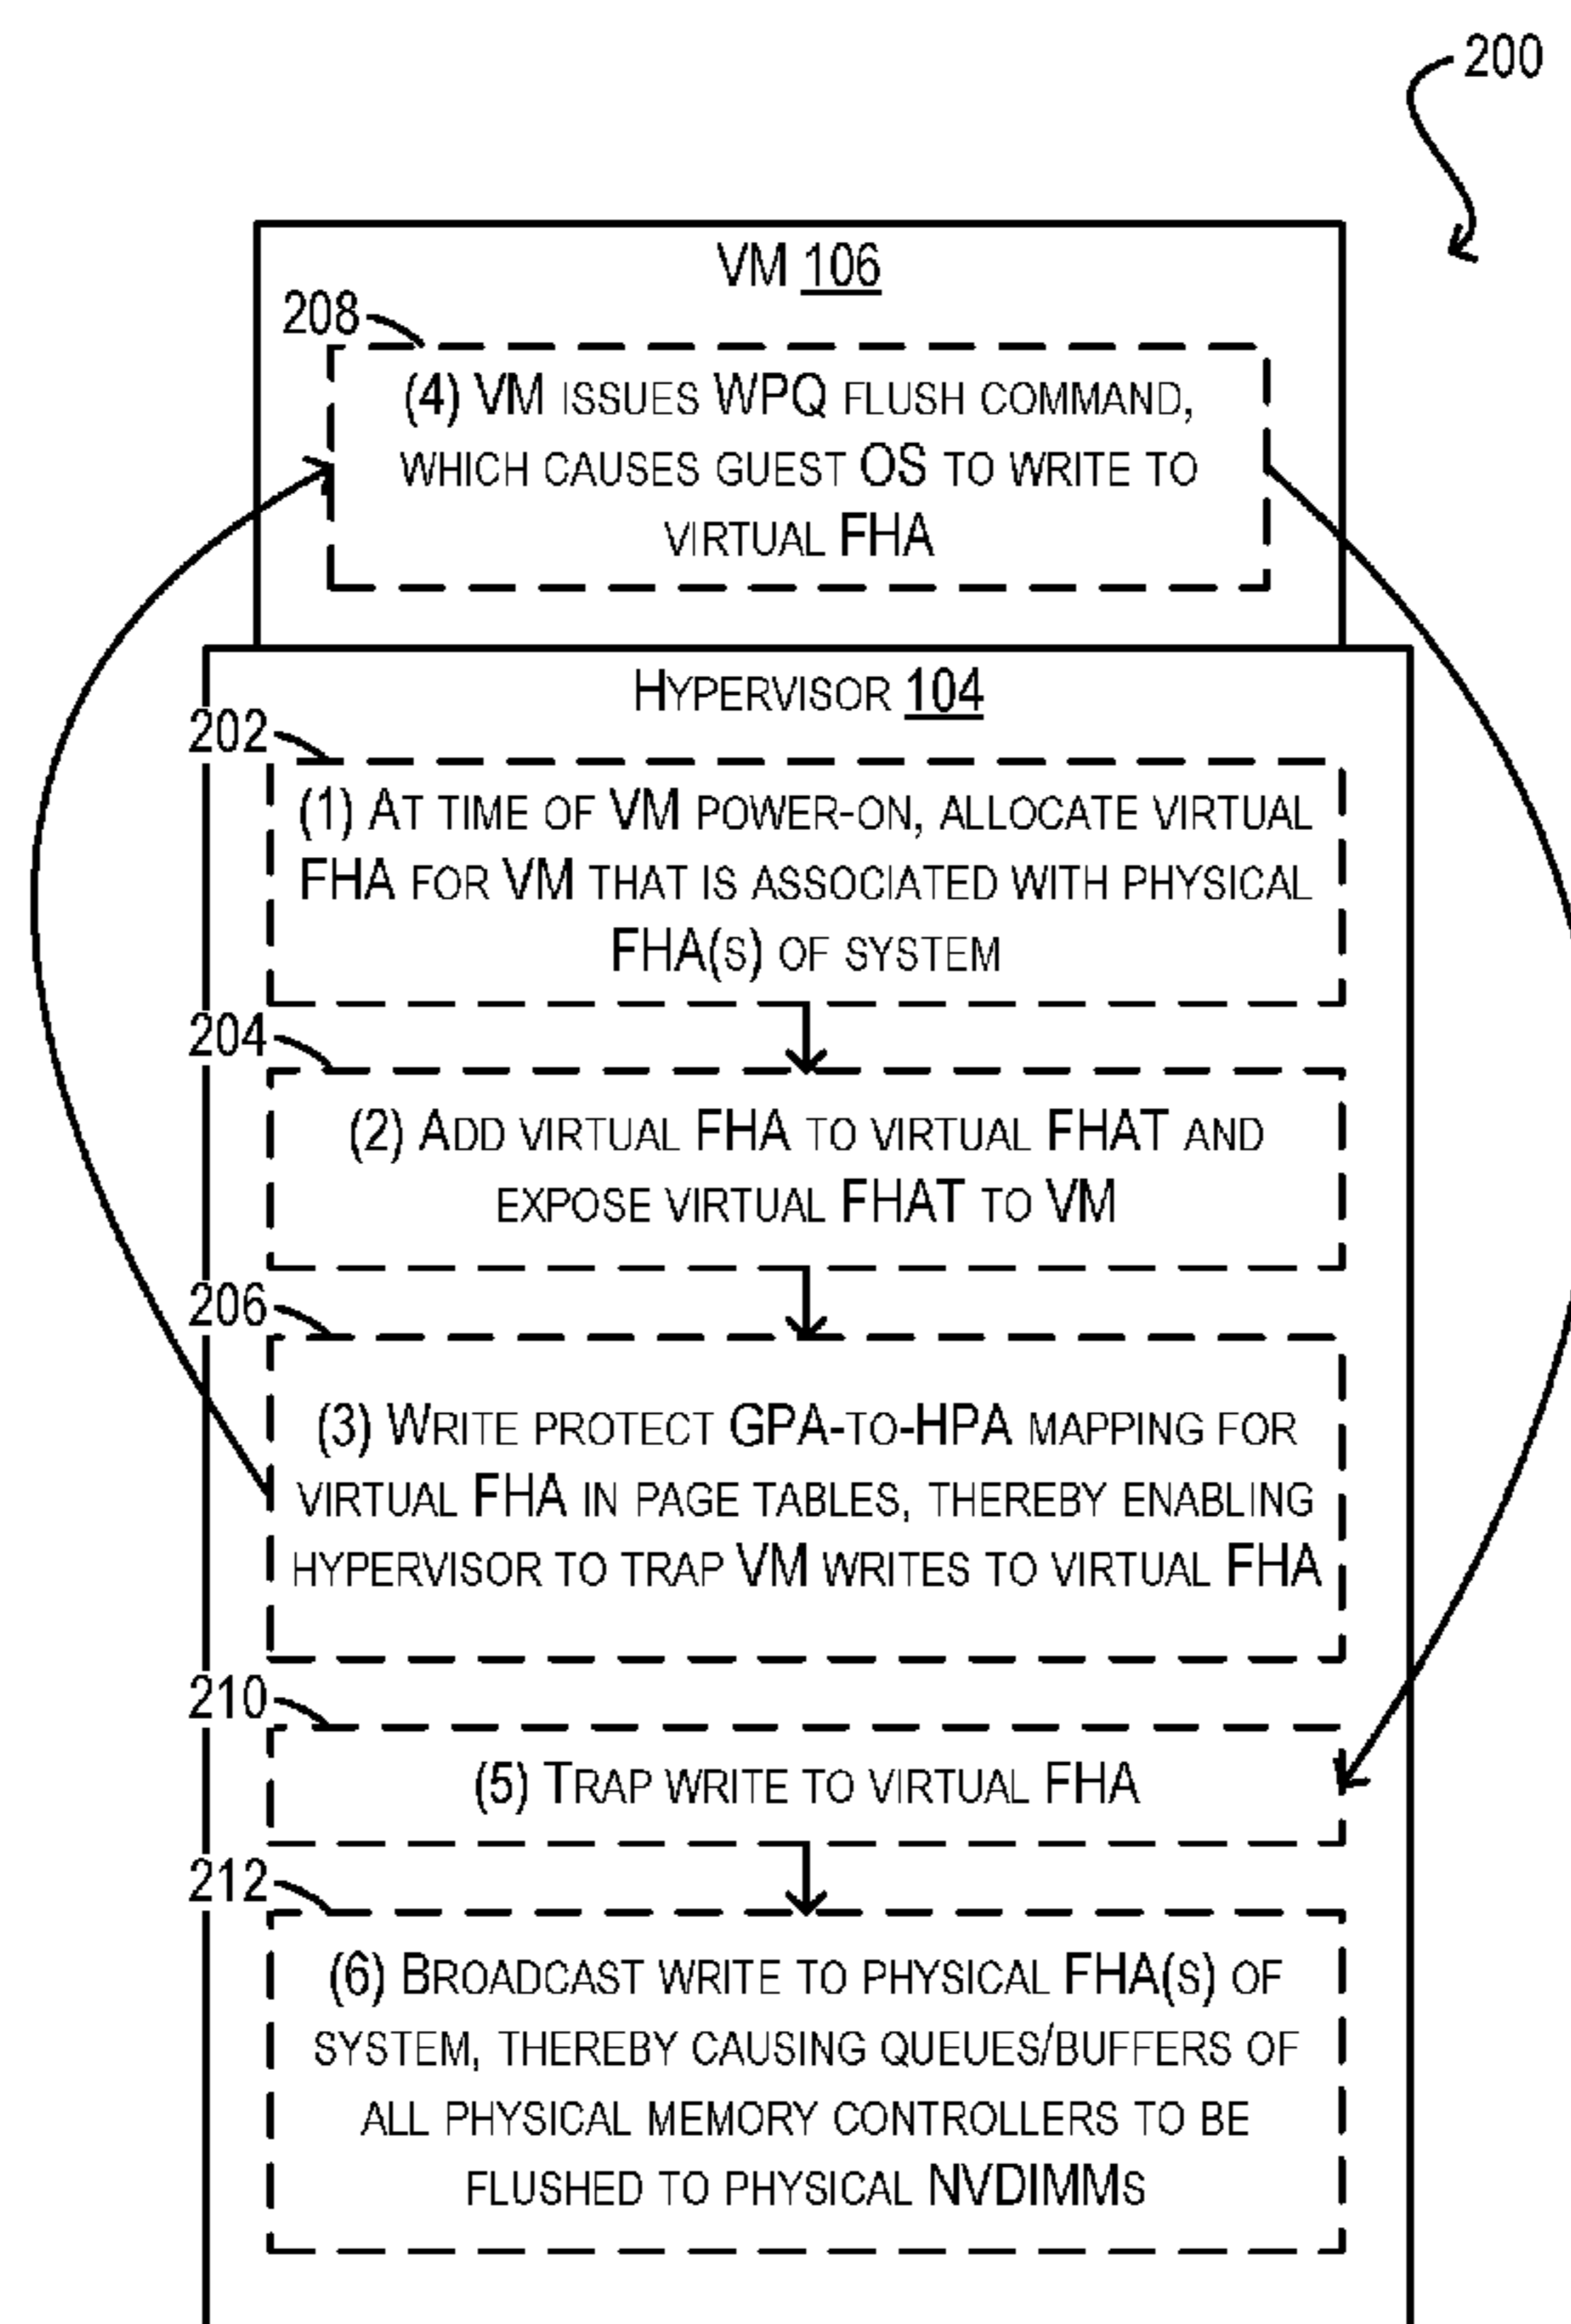 200
VM 106
208
(4) VM ISSUES WPQ FLUSH COMMAND,
WHICH CAUSES GUEST OS TO WRITE TO
VIRTUAL FHA
HYPERVISOR 104
202
(1) AT TIME OF VM POWER-ON, ALLOCATE VIRTUAL
FHA FOR VM THAT IS ASSOCIATED WITH PHYSICAL
FHA(S) OF SYSTEM
204
(2) ADD VIRTUAL FHA TO VIRTUAL FHAT AND
EXPOSE VIRTUAL FHAT TO VM
206
(3) WRITE PROTECT GPA-TO-HPA MAPPING FOR
VIRTUAL FHA IN PAGE TABLES, THEREBY ENABLING
HYPERVISOR TO TRAP VM WRITES TO VIRTUAL FHA
210
(5) TRAP WRITE TO VIRTUAL FHA
212
(6) BROADCAST WRITE TO PHYSICAL FHA(S) OF
SYSTEM, THEREBY CAUSING QUEUES/BUFFERS OF
ALL PHYSICAL MEMORY CONTROLLERS TO BE
FLUSHED TO PHYSICAL NVDIMMS